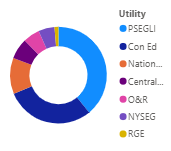 Utility
PSEGLI
Con Ed
Nation...
Central...
O&R
NYSEG
RGE